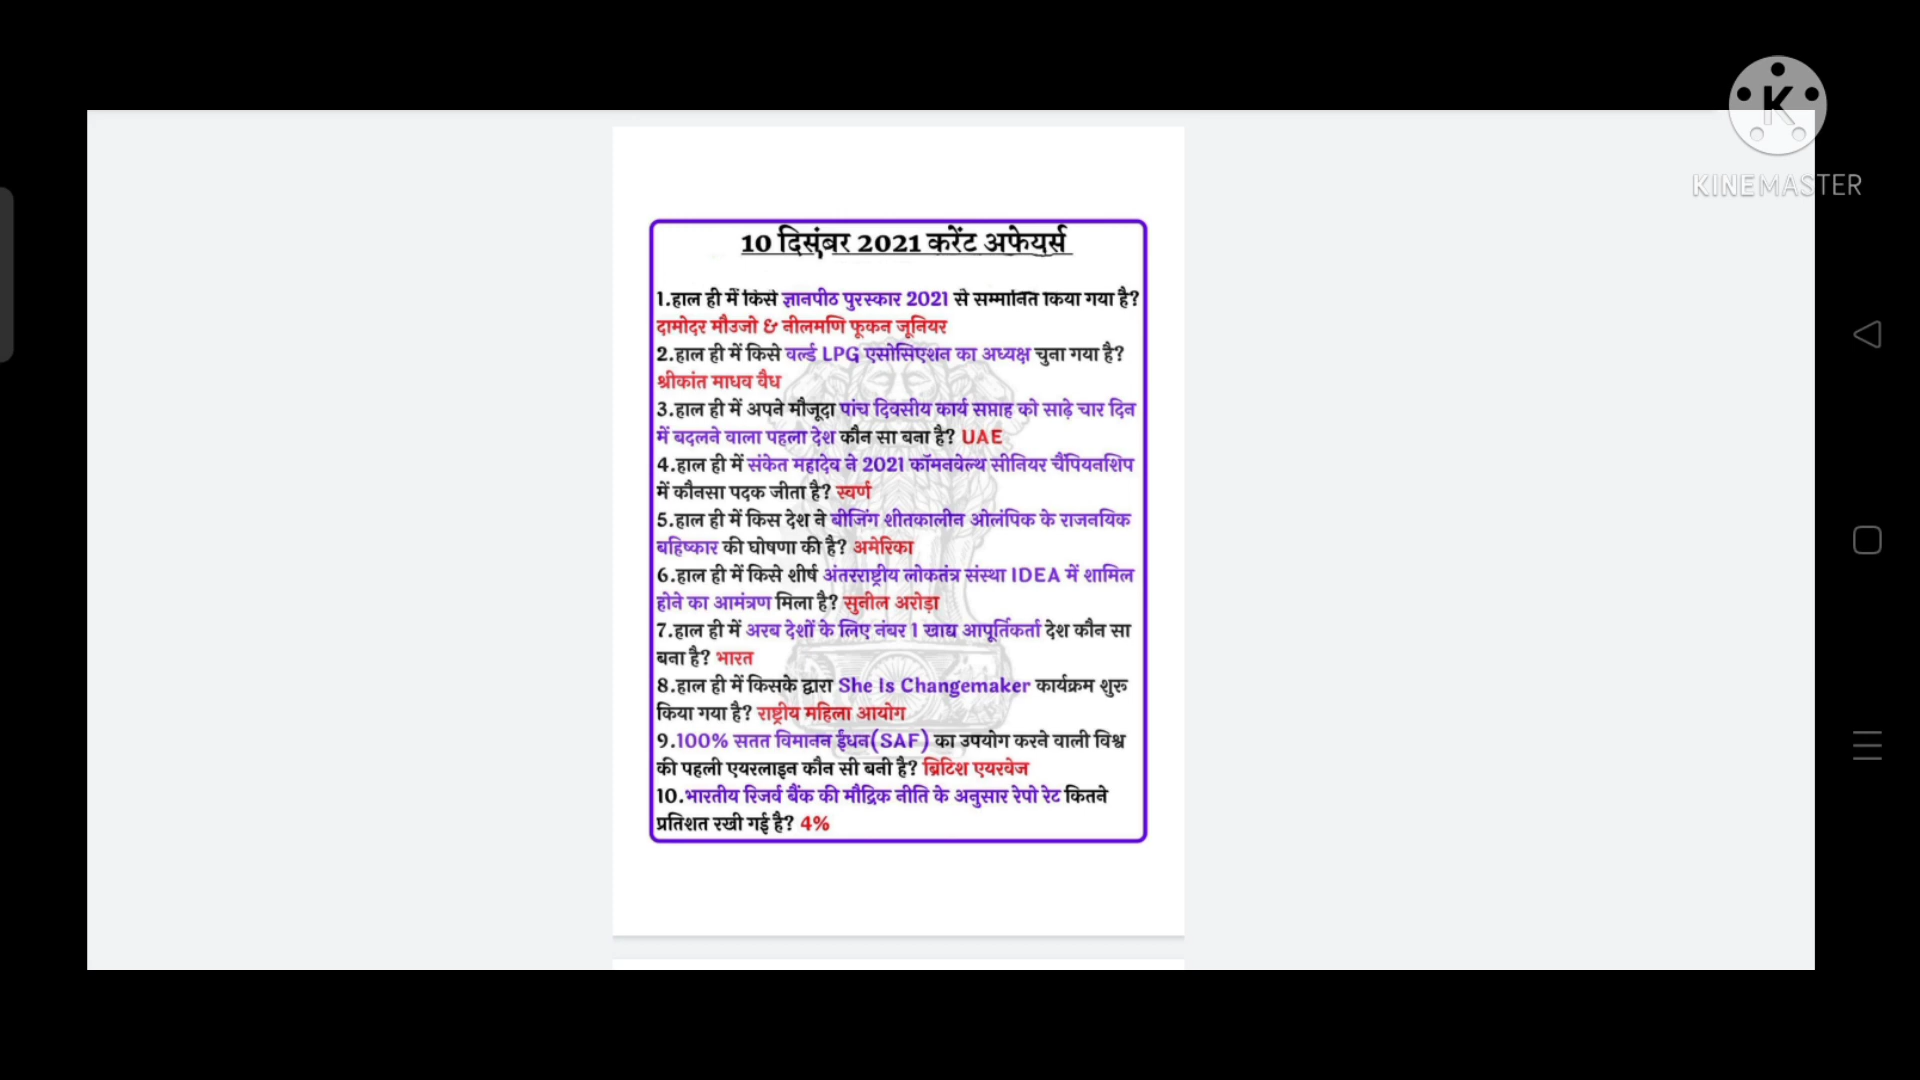 KINEMASTER
10 दिसंबर 2021 करेंट अफेयर्स
1.हाल ही में किसे ज्ञानपीठ पुरस्कार 2021 से सम्मानित किया गया है?
दामोदर मौउजो & नीलमणि फूकन जूनियर
2.हाल ही में किसे वर्ल्ड LPG एसोसिएशन का अध्यक्ष चुना गया है?
श्रीकांत माधव वैध
3.हाल ही में अपने मौजूदा पांच दिवसीय कार्य सप्ताह को साढ़े चार दिन
में बदलने वाला पहला देश कौन सा बना है? UAE
4.हाल ही में संकेत महादेव ने 2021 कॉमनवेल्थ सीनियर चैंपियनशिप
में कौनसा पदक जीता है? स्वर्ण
5.हाल ही में किस देश ने बीजिंग शीतकालीन ओलंपिक के राजनयिक
बहिष्कार की घोषणा की है? अमेरिका
6.हाल ही में किसे शीर्ष अंतरराष्ट्रीय लोकतंत्र संस्था IDEA में शामिल
होने का आमंत्रण मिला है? सुनील अरोड़ा
7.हाल ही में अरब देशों के लिए नंबर 1 खाद्य आपूर्तिकर्ता देश कौन सा
बना है? भारत
8.हाल ही में किसके द्वारा She Is Changemaker कार्यक्रम शुरू
किया गया है? राष्ट्रीय महिला आयोग
9.100% सतत विमानन ईंधन(SAF) का उपयोग करने वाली विश्व
की पहली एयरलाइन कौन सी बनी है? ब्रिटिश एयरवेज
10.भारतीय रिजर्व बैंक की मौद्रिक नीति के अनुसार रेपो रेट कितने
प्रतिशत रखी गई है? 4%